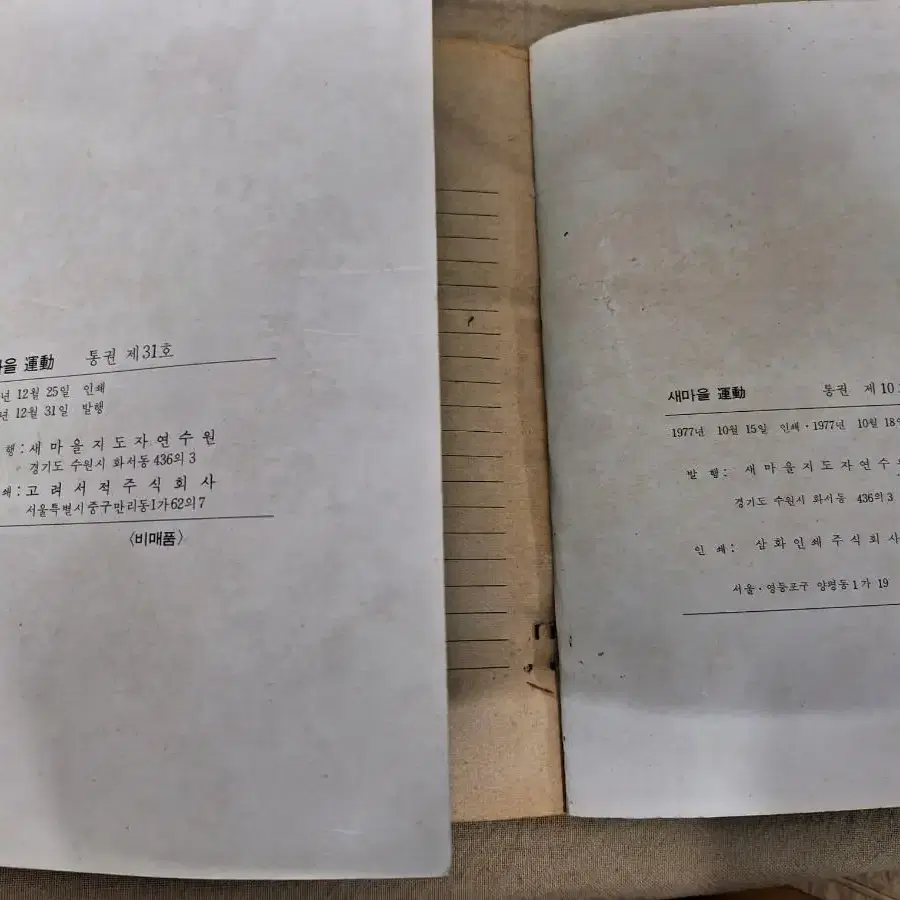 마을 運動 통권 제31호
년 12월 25일 인쇄
년 12월 31일 발행
행 : 새마을지도자연수원
경기도 수원시 화서동 436의 3
쇄 : 고려서적주식회사
서울특별시중구만리동1가62의7
〈비매품〉
새마을 運動 통권 제10
1977년 10월 15일 인쇄·1977년 10월 18일
발행 : 새마을지도자연수
경기도 수원시 화서동 436의 3
인쇄 : 삼화인쇄주식회사
서울·영등포구 양평동1가 19